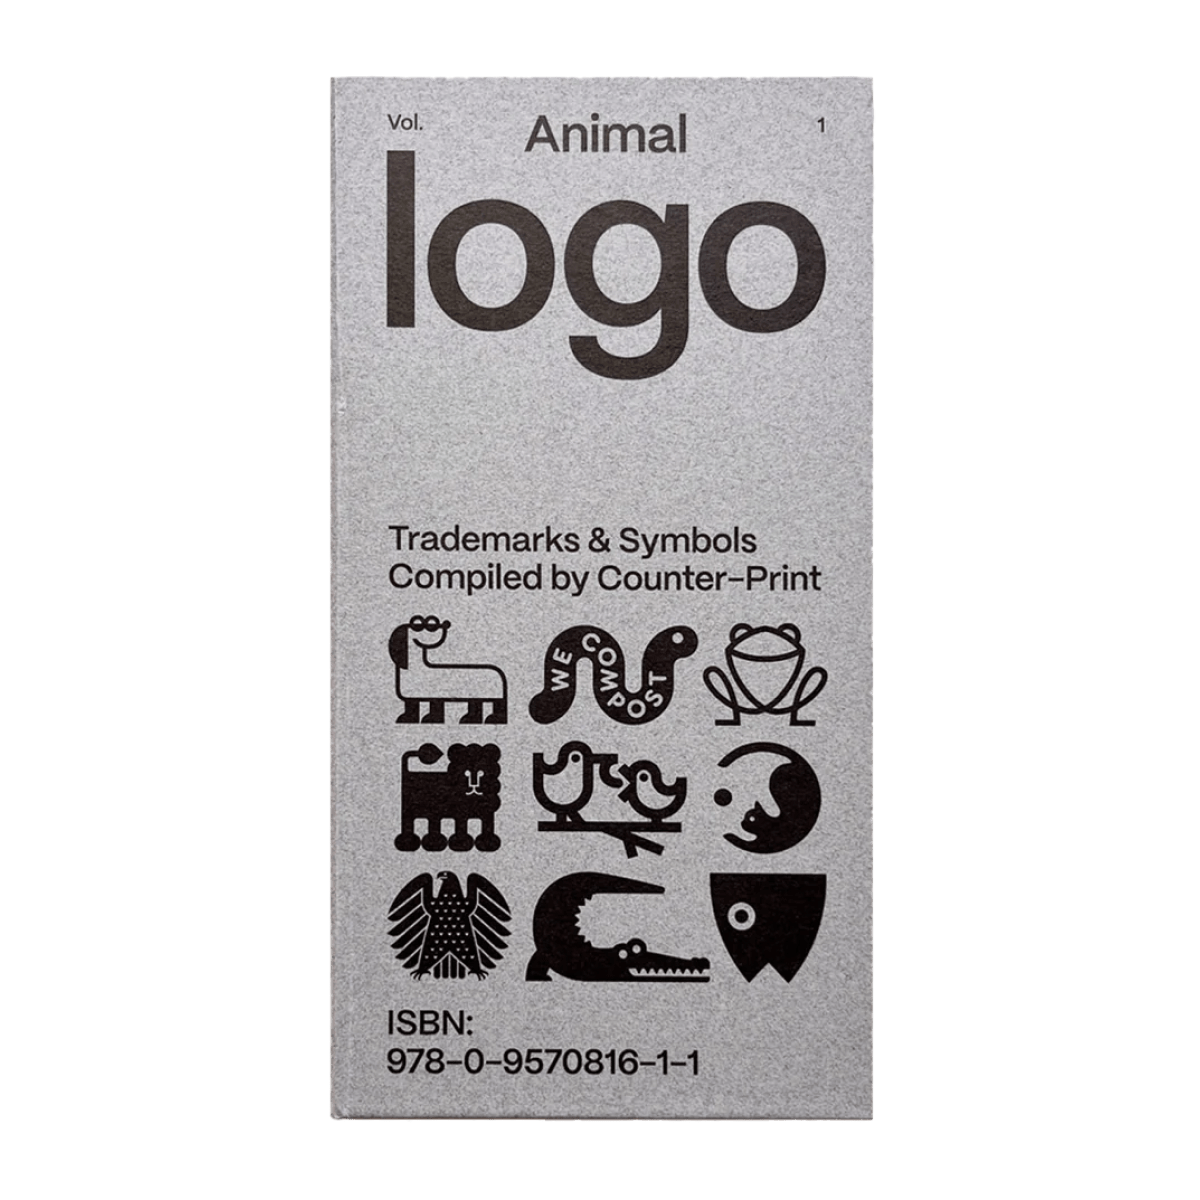 Vol. Animal 1
logo
Trademarks & Symbols
Compiled by Counter-Print
WE COMPOST
ISBN:
978-0-9570816-1-1